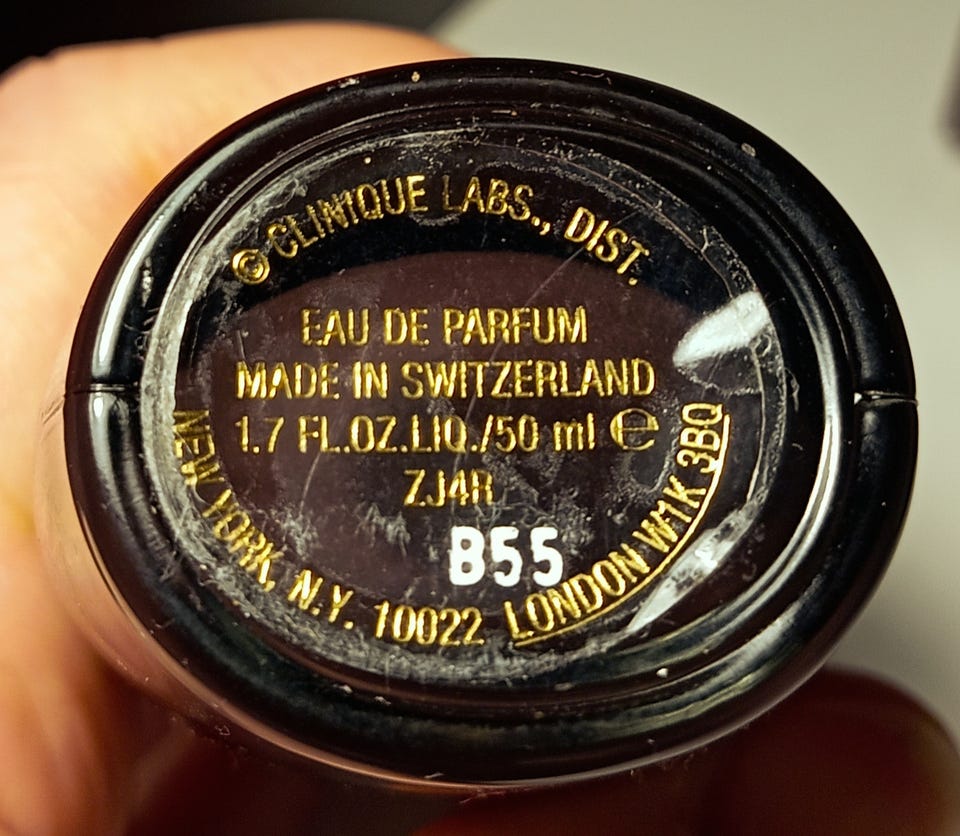 © CLINIQUE LABS., DIST.
EAU DE PARFUM
MADE IN SWITZERLAND
1.7 FL.OZ.LIQ./50 ml ℮
ZJ4R
B55
NEW YORK, N.Y. 10022 LONDON W1K 3BQ